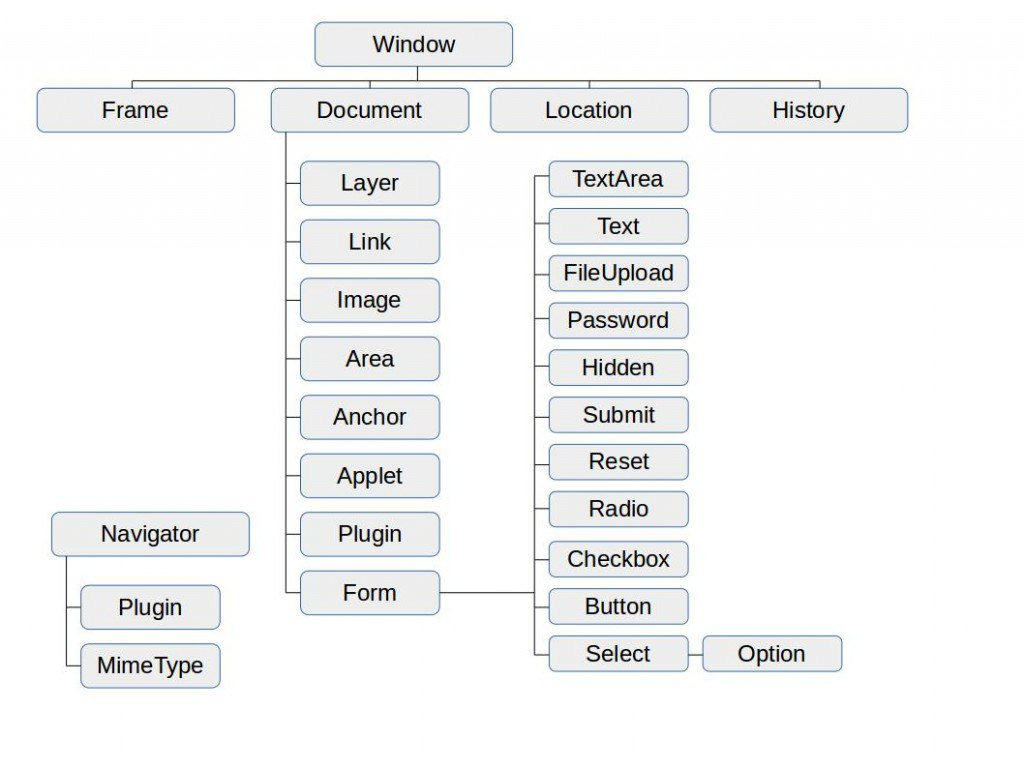 Window
Frame
Document
Location
History
Layer
Link
Image
Area
Anchor
Applet
Plugin
Form
TextArea
Text
FileUpload
Password
Hidden
Submit
Reset
Radio
Checkbox
Button
Select
Option
Navigator
Plugin
MimeType